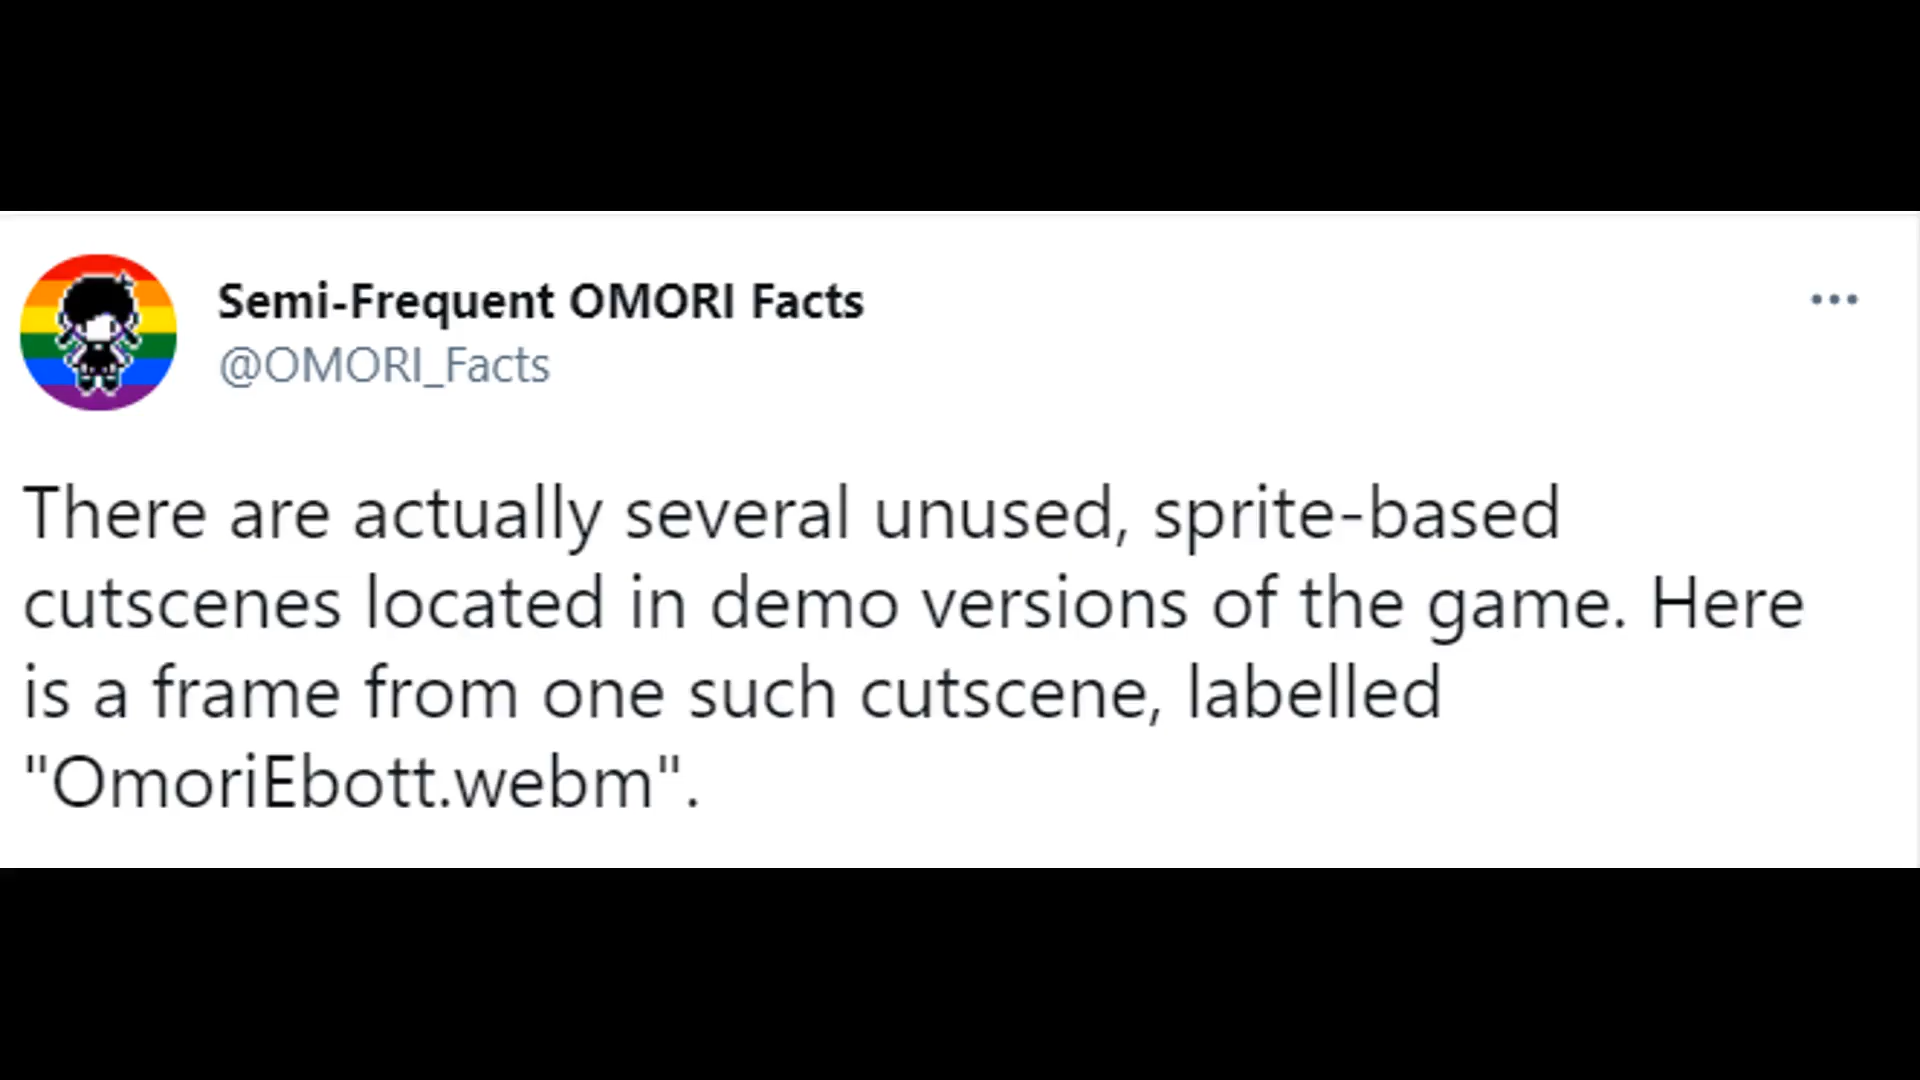 Semi-Frequent OMORI Facts
@OMORI_Facts
There are actually several unused, sprite-based
cutscenes located in demo versions of the game. Here
is a frame from one such cutscene, labelled
"OmoriEbott.webm".